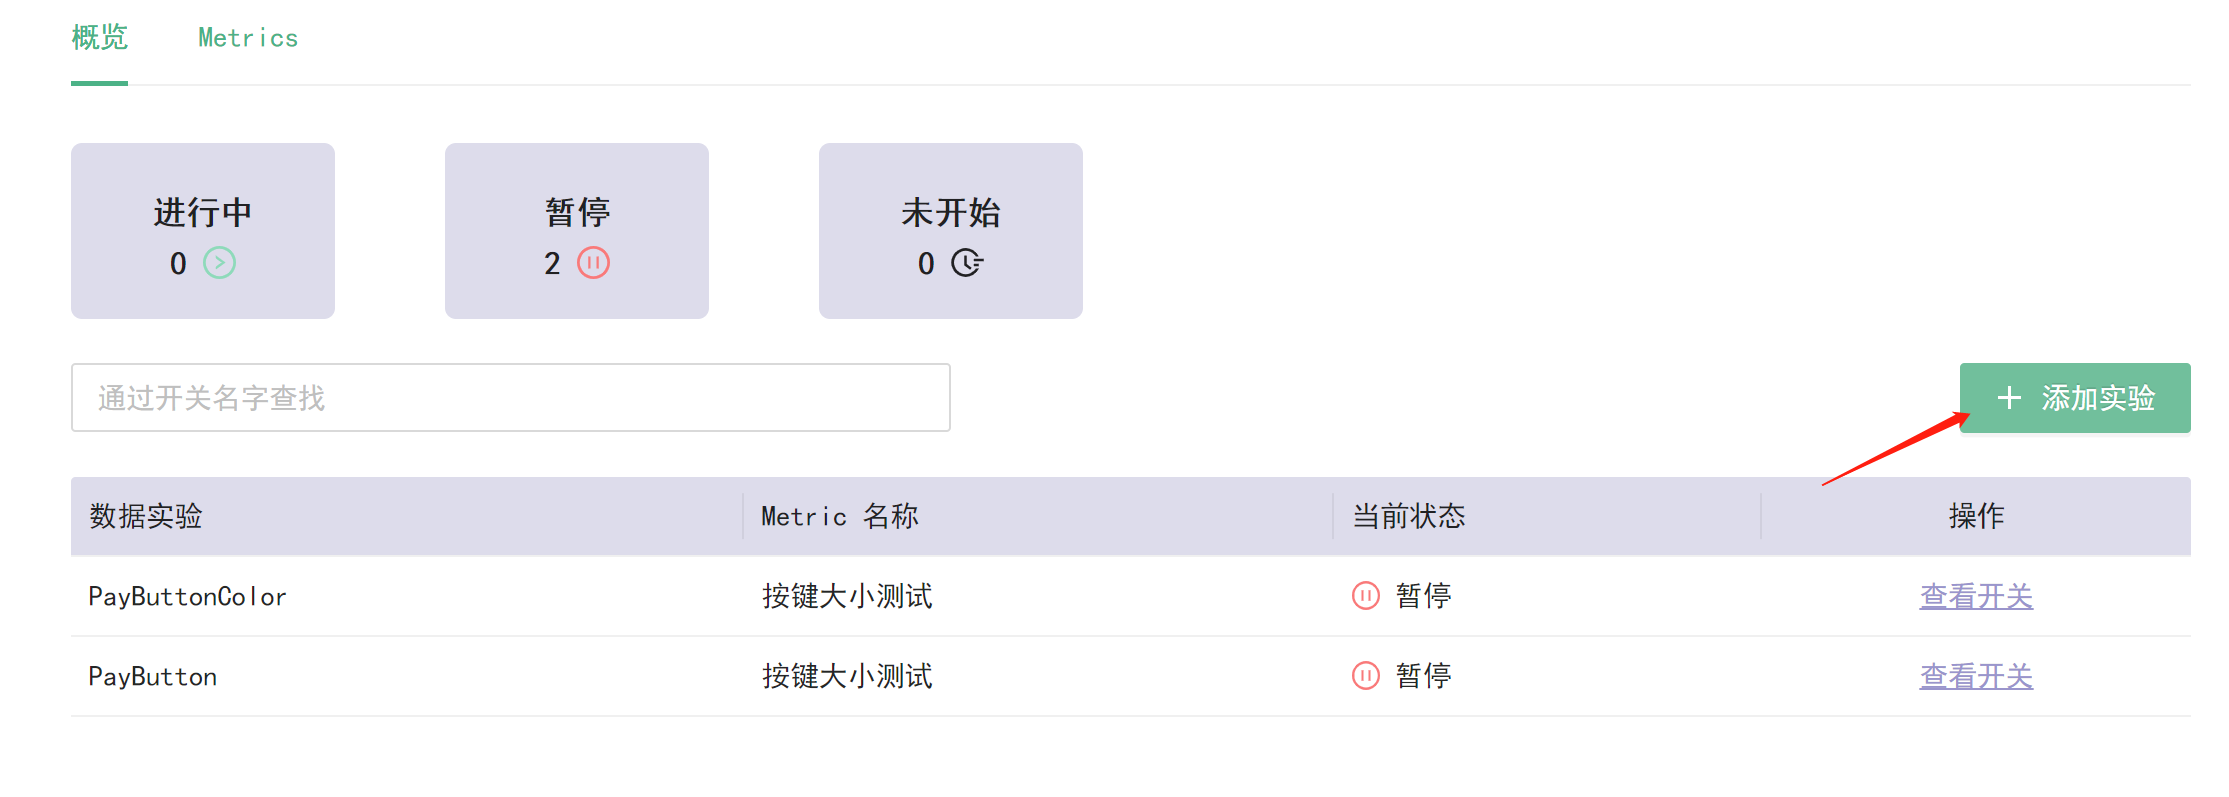 概览 Metrics
进行中 暂停 未开始
0 2 0
通过开关名字查找 添加实验
数据实验 Metric 名称 当前状态 操作
PayButtonColor 按键大小测试 暂停 查看开关
PayButton 按键大小测试 暂停 查看开关